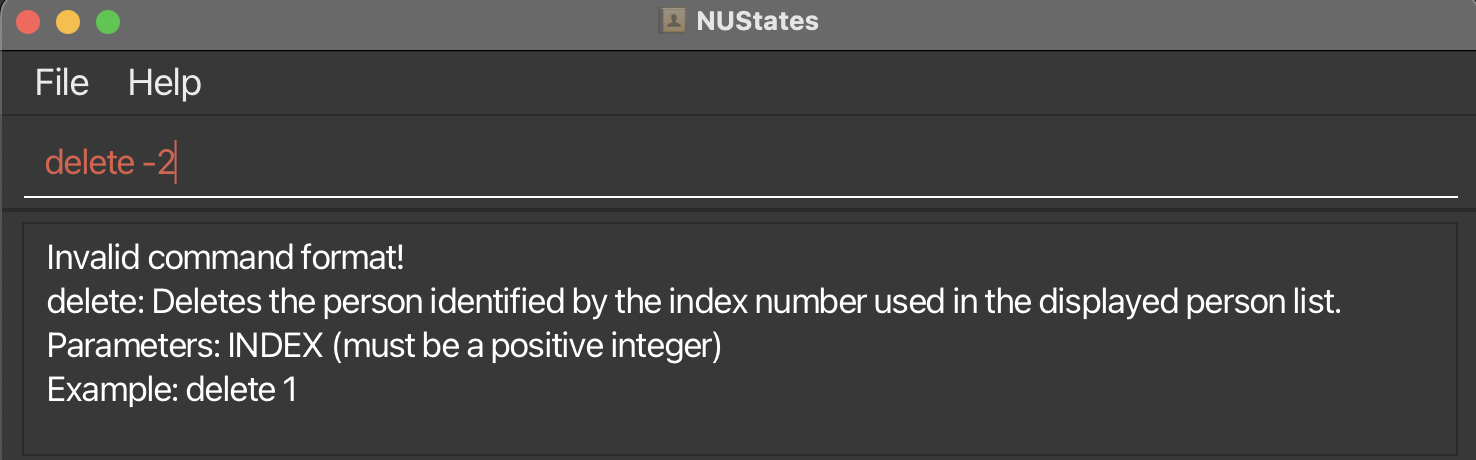 NUStates
File Help
delete -2
Invalid command format!
delete: Deletes the person identified by the index number used in the displayed person list.
Parameters: INDEX (must be a positive integer)
Example: delete 1